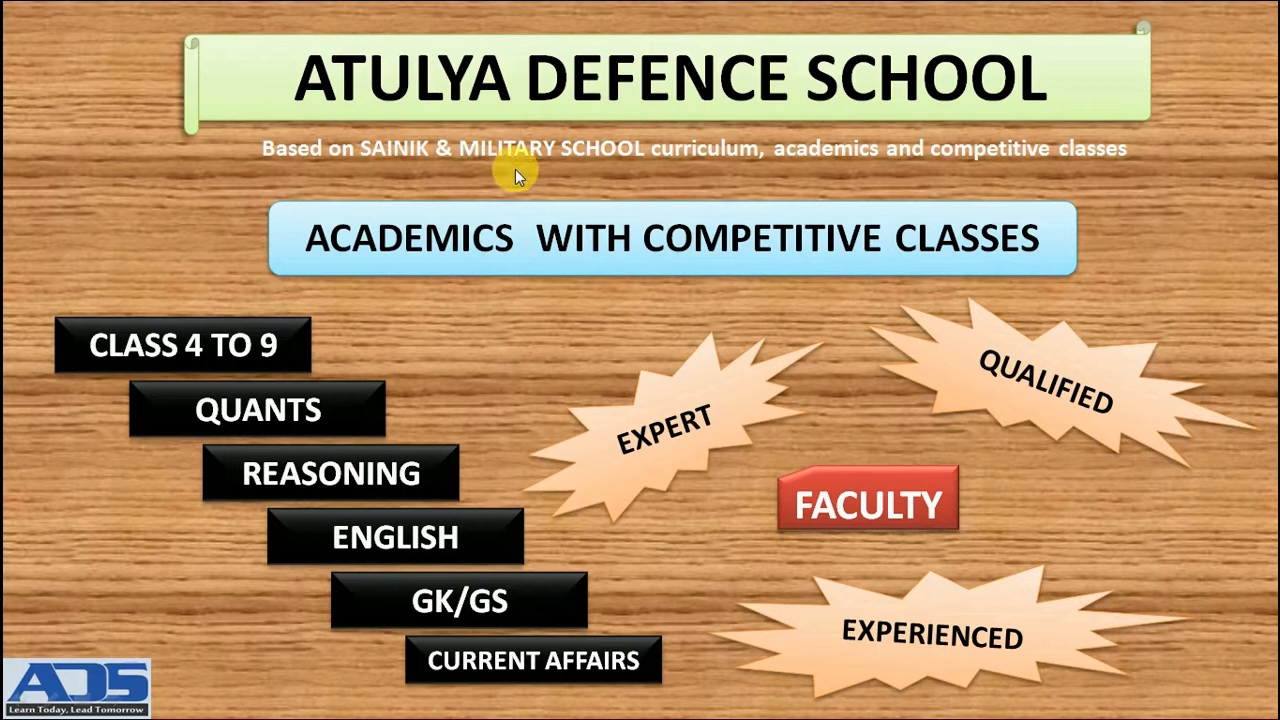 ATULYA DEFENCE SCHOOL
Based on SAINIK & MILITARY SCHOOL curriculum, academics and competitive classes
ACADEMICS WITH COMPETITIVE CLASSES
CLASS 4 TO 9
QUANTS
REASONING
ENGLISH
GK/GS
CURRENT AFFAIRS
EXPERT
QUALIFIED
FACULTY
EXPERIENCED
ADS
Learn Today, Lead Tomorrow